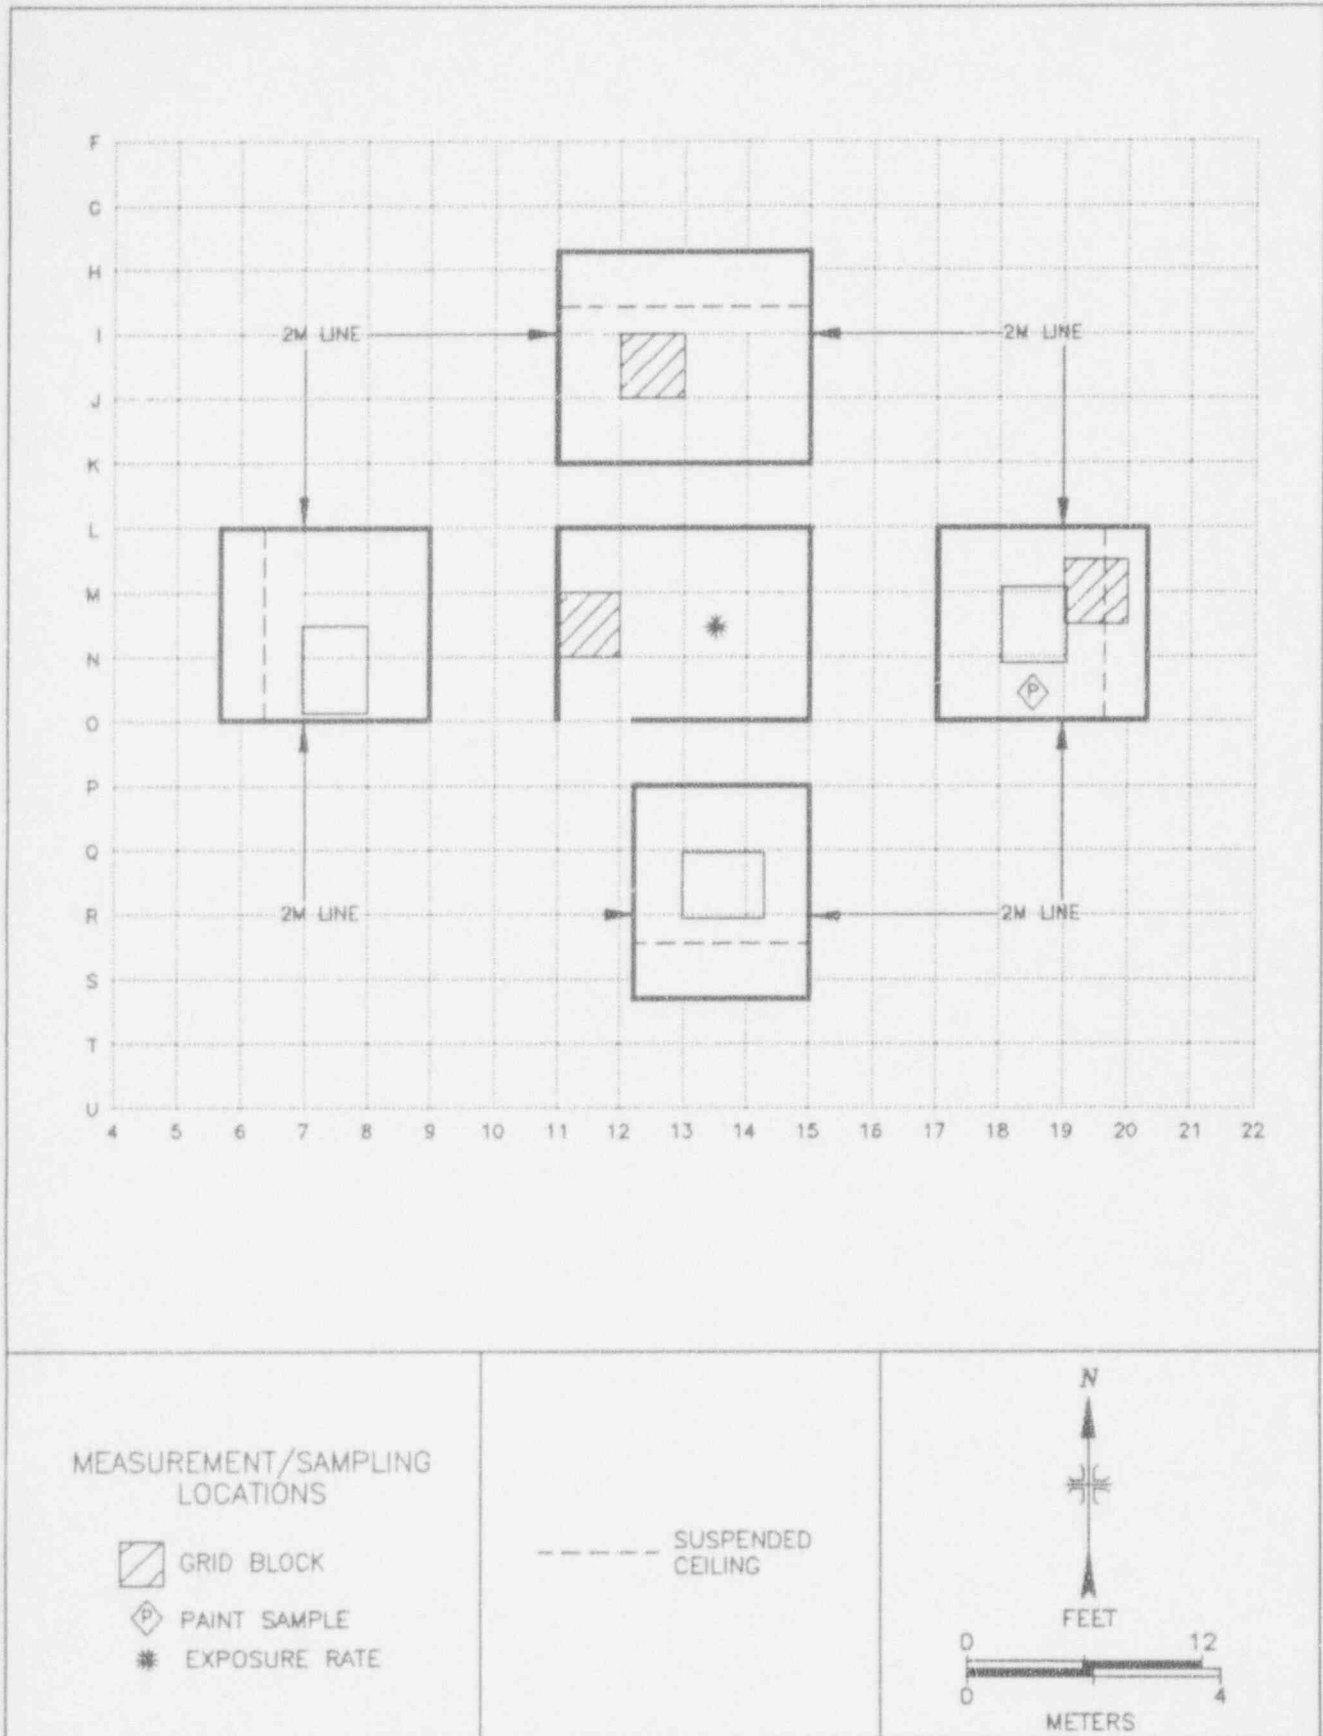 F
G
H
2M LINE
2M LINE
I
J
K
L
M
N
P
O
P
Q
2M LINE
2M LINE
R
S
T
U
4 5 6 7 8 9 10 11 12 13 14 15 16 17 18 19 20 21 22
MEASUREMENT/SAMPLING
LOCATIONS
GRID BLOCK
P PAINT SAMPLE
EXPOSURE RATE
SUSPENDED
CEILING
N
FEET
0 12
0 4
METERS